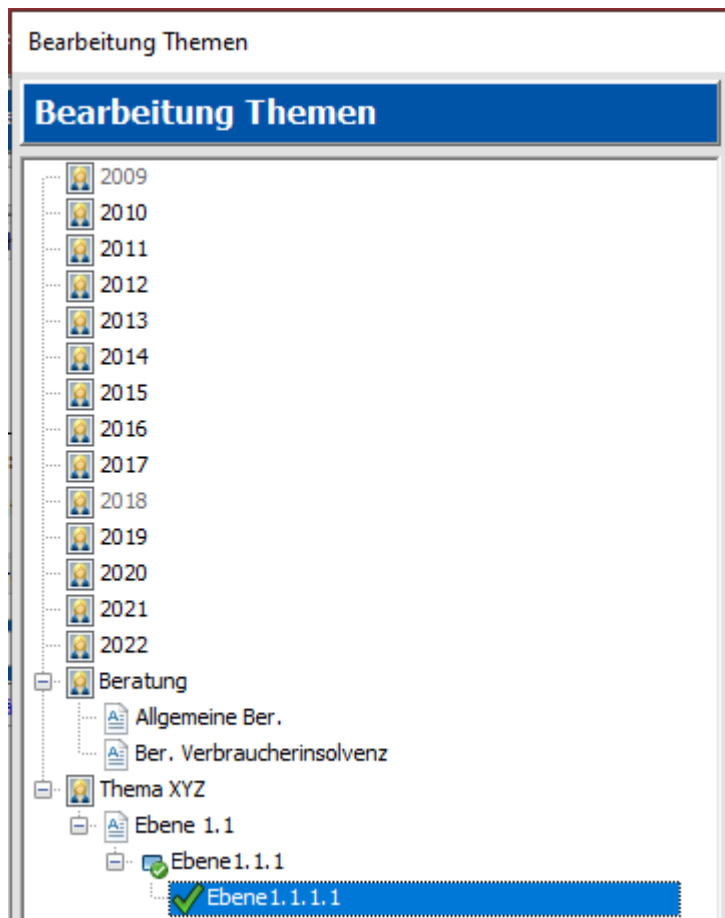 Bearbeitung Themen
Bearbeitung Themen
2009
2010
2011
2012
2013
2014
2015
2016
2017
2018
2019
2020
2021
2022
Beratung
Allgemeine Ber.
Ber. Verbraucherinsolvenz
Thema XYZ
Ebene 1.1
Ebene1.1.1
Ebene1.1.1.1